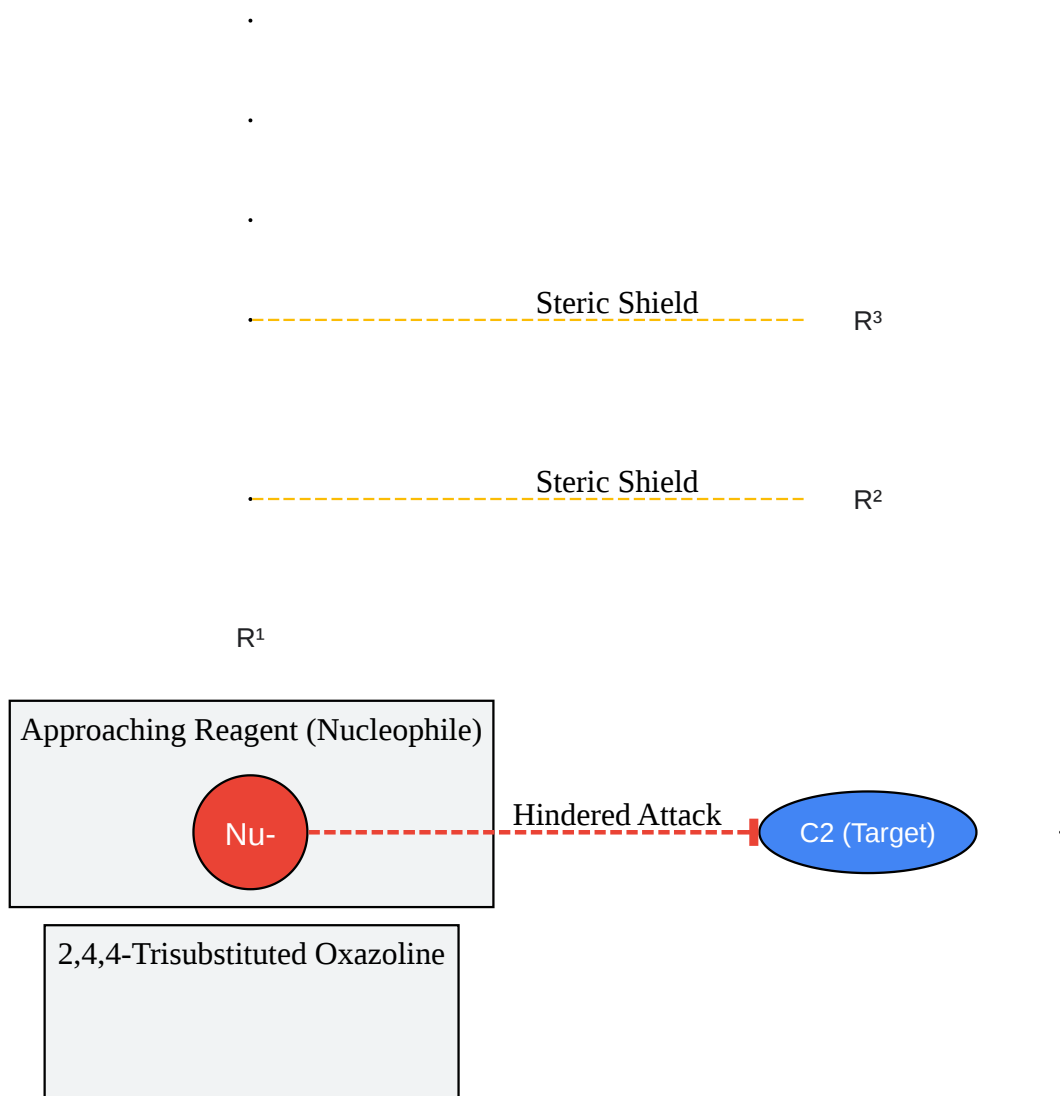 Steric Shield
R³
Steric Shield
R²
R¹
Approaching Reagent (Nucleophile)
Nu-
Hindered Attack
C2 (Target)
2,4,4-Trisubstituted Oxazoline